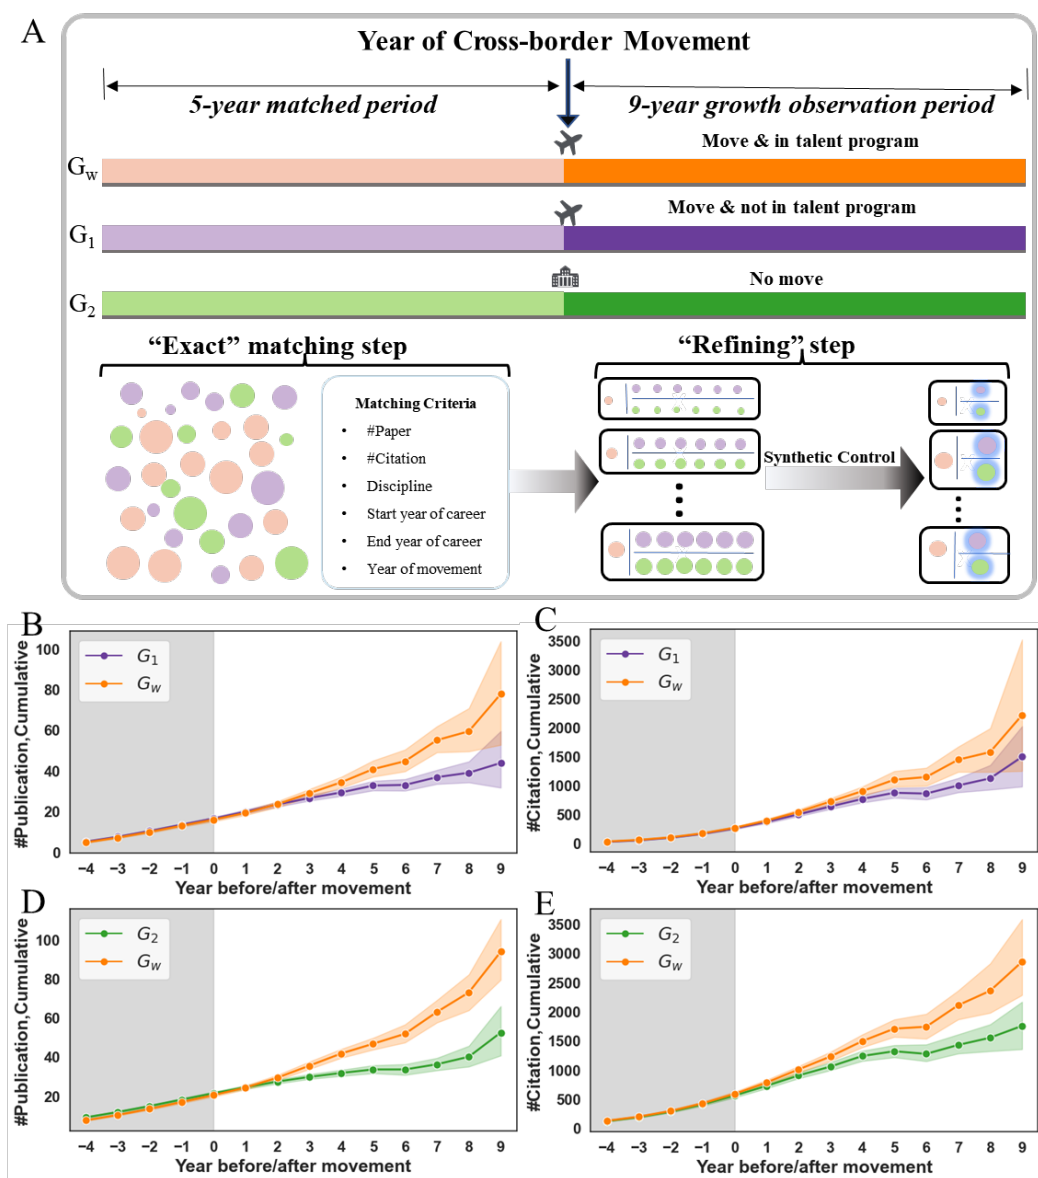 A
Year of Cross-border Movement
5-year matched period
9-year growth observation period
Move & in talent program
Gw
Move & not in talent program
G1
No move
G2
“Exact” matching step
“Refining” step
Matching Criteria
• #Paper
• #Citation
• Discipline
• Start year of career
• End year of career
• Year of movement
Synthetic Control
B
#Publication,Cumulative
100
80
60
40
20
0
G1
Gw
−4 −3 −2 −1 0 1 2 3 4 5 6 7 8 9
Year before/after movement
C
#Citation,Cumulative
3500
3000
2500
2000
1500
1000
500
0
G1
Gw
−4 −3 −2 −1 0 1 2 3 4 5 6 7 8 9
Year before/after movement
D
#Publication,Cumulative
100
80
60
40
20
G2
Gw
−4 −3 −2 −1 0 1 2 3 4 5 6 7 8 9
Year before/after movement
E
#Citation,Cumulative
3500
3000
2500
2000
1500
1000
500
0
G2
Gw
−4 −3 −2 −1 0 1 2 3 4 5 6 7 8 9
Year before/after movement